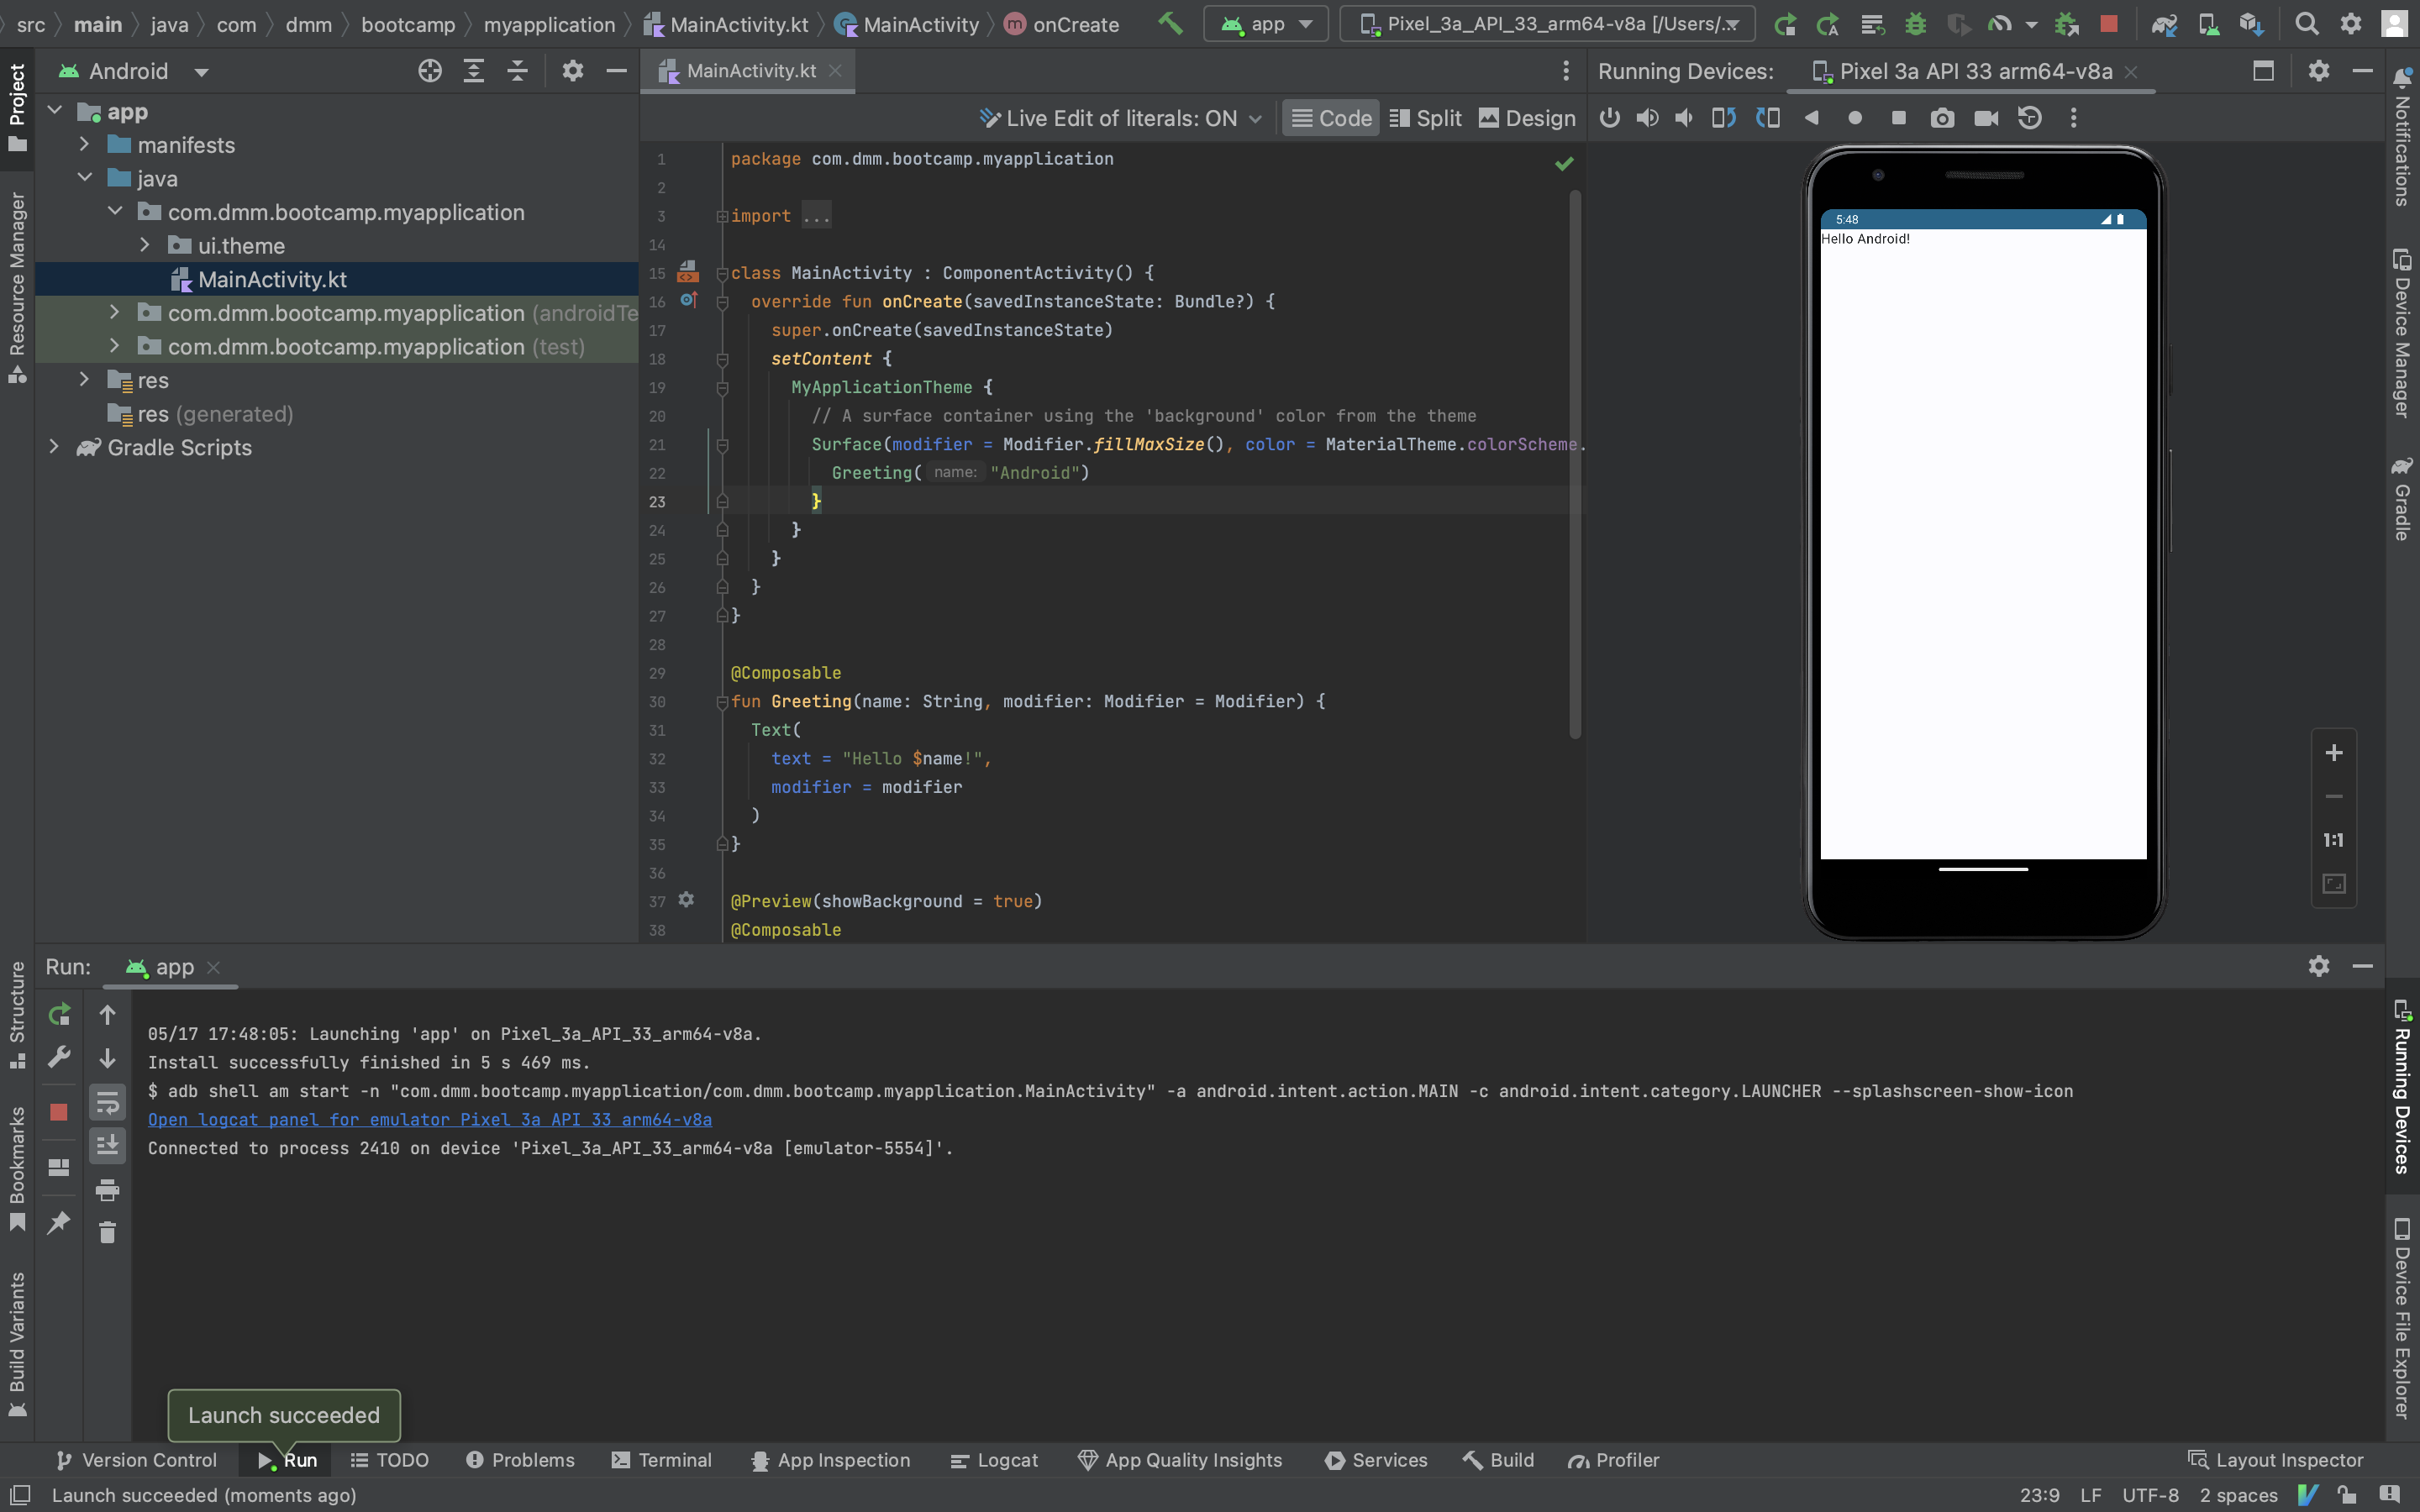 src main java com dmm bootcamp myapplication MainActivity.kt MainActivity m onCreate app Pixel_3a_API_33_arm64-v8a [/Users/...
Android
MainActivity.kt
Running Devices: Pixel 3a API 33 arm64-v8a
Live Edit of literals: ON Code Split Design
Project
Resource Manager
Structure
Bookmarks
Build Variants
app
manifests
java
com.dmm.bootcamp.myapplication
ui.theme
MainActivity.kt
com.dmm.bootcamp.myapplication (androidTe
com.dmm.bootcamp.myapplication (test)
res
res (generated)
Gradle Scripts
1 package com.dmm.bootcamp.myapplication
2
3 import ...
14
15 class MainActivity : ComponentActivity() {
16 override fun onCreate(savedInstanceState: Bundle?) {
17 super.onCreate(savedInstanceState)
18 setContent {
19 MyApplicationTheme {
20 // A surface container using the 'background' color from the theme
21 Surface(modifier = Modifier.fillMaxSize(), color = MaterialTheme.colorScheme.
22 Greeting( name: "Android")
23 }
24 }
25 }
26 }
27 }
28
29 @Composable
30 fun Greeting(name: String, modifier: Modifier = Modifier) {
31 Text(
32 text = "Hello $name!",
33 modifier = modifier
34 )
35 }
36
37 @Preview(showBackground = true)
38 @Composable
5:48
Hello Android!
1:1
Notifications
Device Manager
Gradle
Running Devices
Device File Explorer
Run: app
05/17 17:48:05: Launching 'app' on Pixel_3a_API_33_arm64-v8a.
Install successfully finished in 5 s 469 ms.
$ adb shell am start -n "com.dmm.bootcamp.myapplication/com.dmm.bootcamp.myapplication.MainActivity" -a android.intent.action.MAIN -c android.intent.category.LAUNCHER --splashscreen-show-icon
Open logcat panel for emulator Pixel_3a_API_33_arm64-v8a
Connected to process 2410 on device 'Pixel_3a_API_33_arm64-v8a [emulator-5554]'.
Launch succeeded
Version Control Run TODO Problems Terminal App Inspection Logcat App Quality Insights Services Build Profiler Layout Inspector
Launch succeeded (moments ago) 23:9 LF UTF-8 2 spaces